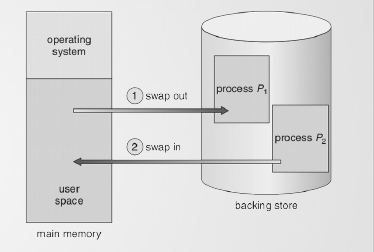 operating
system
process P1
1 swap out
process P2
2 swap in
user
space
backing store
main memory